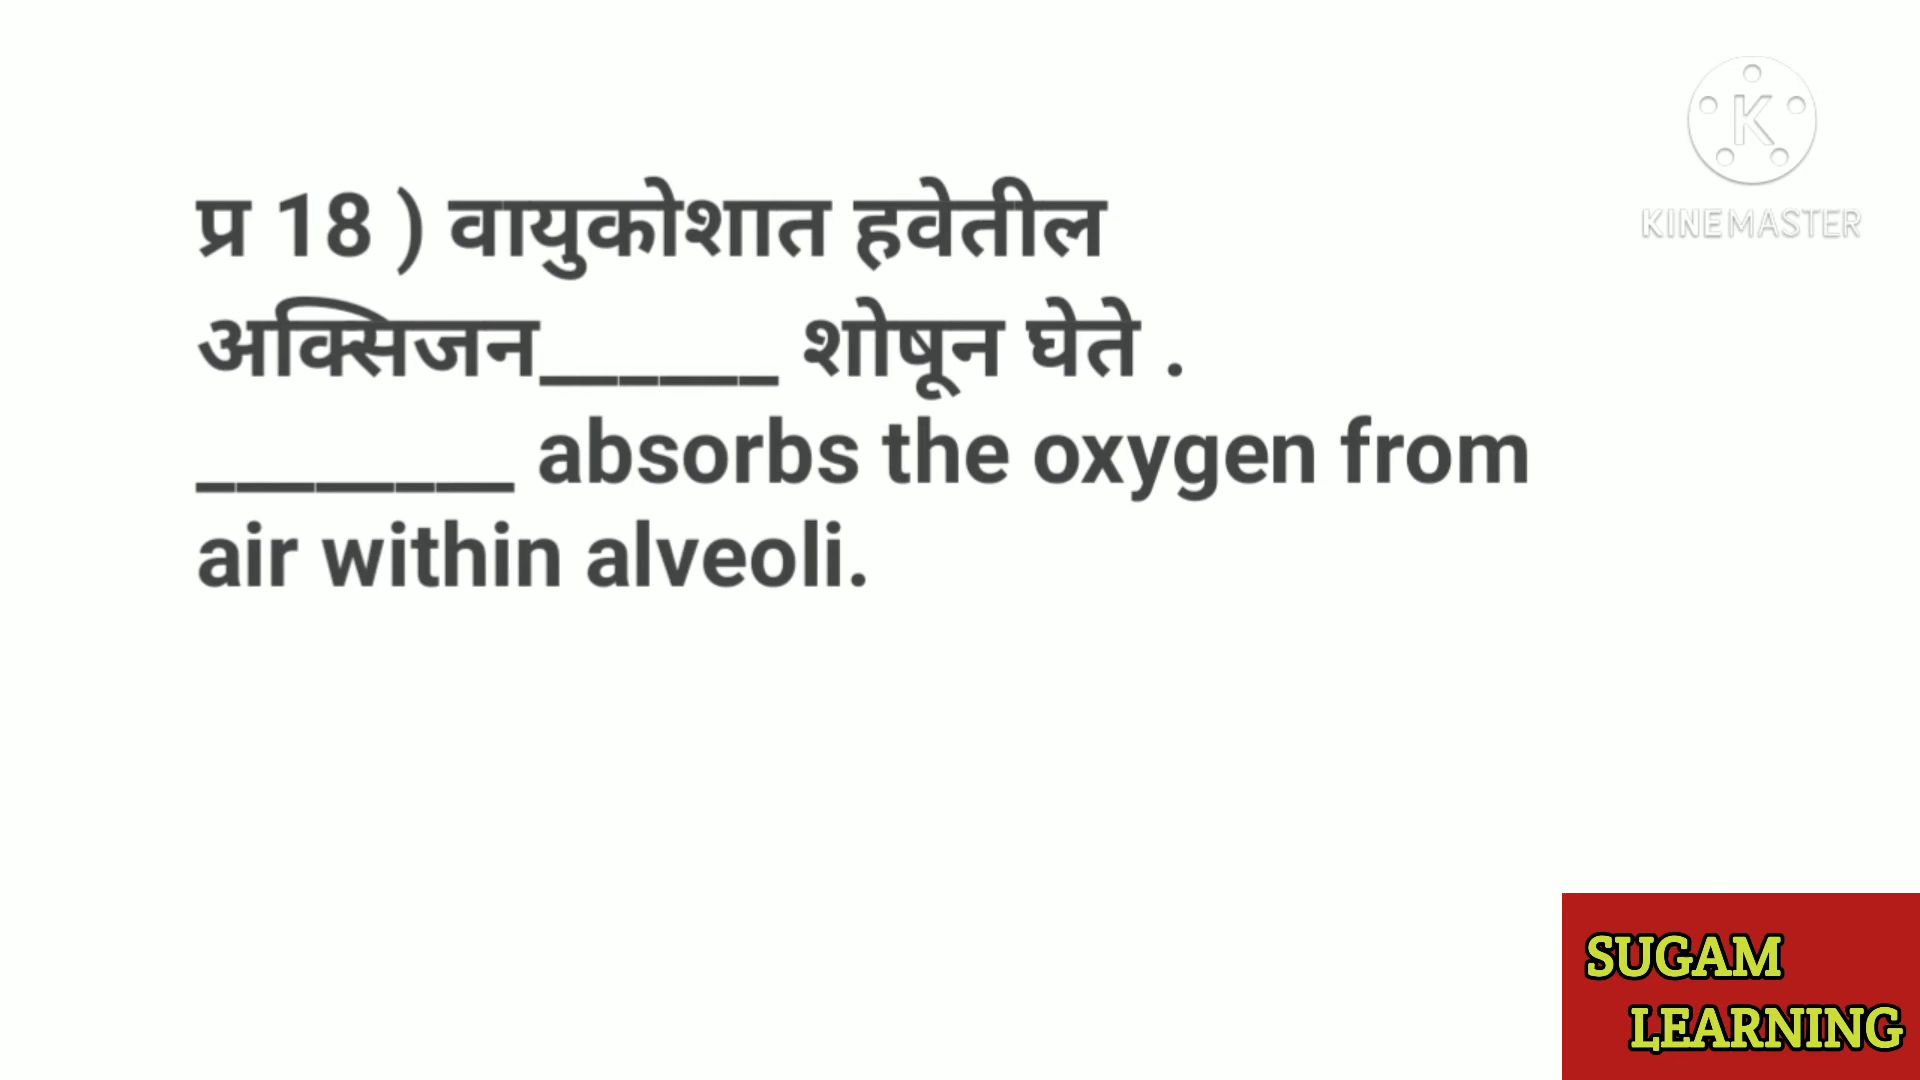 प्र 18 ) वायुकोशात हवेतील
अक्सिजन______ शोषून घेते .
________ absorbs the oxygen from
air within alveoli.
K
KINEMASTER
SUGAM
LEARNING